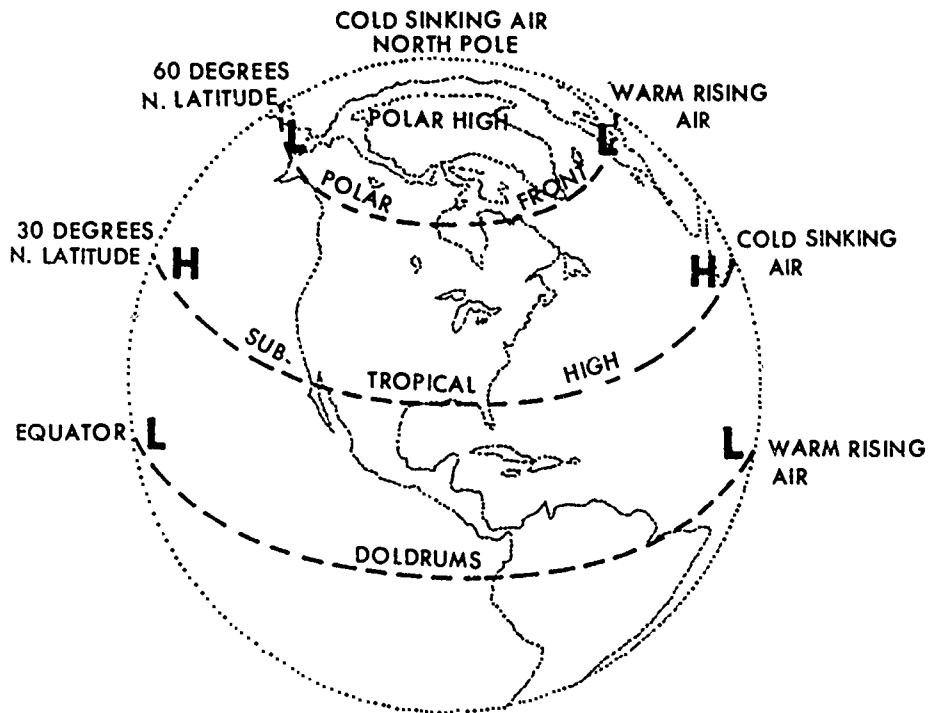 COLD SINKING AIR
NORTH POLE
60 DEGREES
N. LATITUDE
WARM RISING
AIR
POLAR HIGH
L
L
POLAR
FRONT
30 DEGREES
N. LATITUDE
H
H
COLD SINKING
AIR
SUB-
TROPICAL
HIGH
EQUATOR
L
L
WARM RISING
AIR
DOLDRUMS